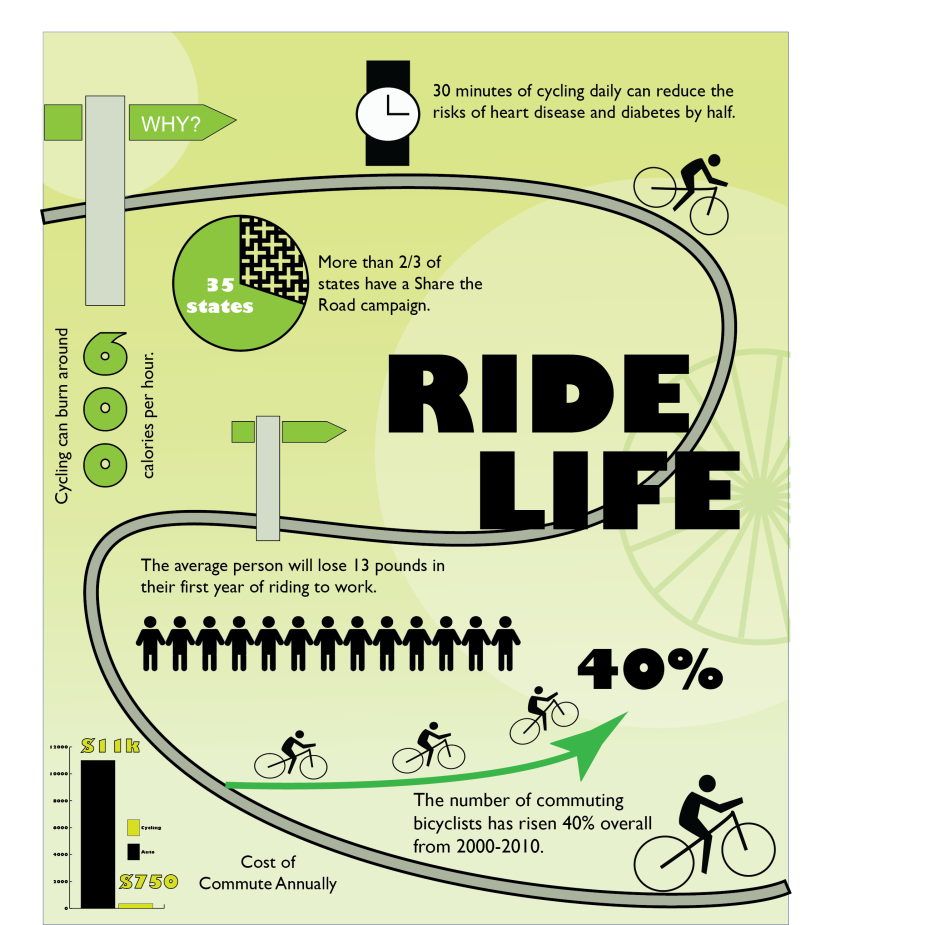 30 minutes of cycling daily can reduce the
risks of heart disease and diabetes by half.
WHY?
35
states
More than 2/3 of
states have a Share the
Road campaign.
Cycling can burn around
600
calories per hour.
RIDE
LIFE
The average person will lose 13 pounds in
their first year of riding to work.
40%
The number of commuting
bicyclists has risen 40% overall
from 2000-2010.
$11k
12000
10000
8000
6000
4000
2000
0
Cycling
Auto
$750
Cost of
Commute Annually